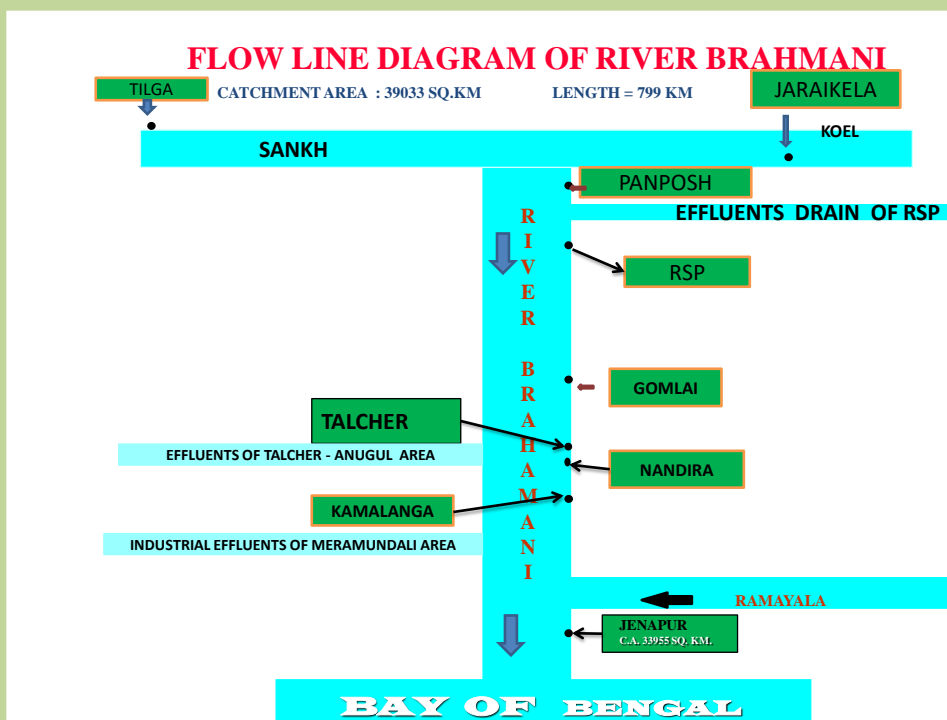 FLOW LINE DIAGRAM OF RIVER BRAHMANI
TILGA
CATCHMENT AREA : 39033 SQ.KM
LENGTH = 799 KM
JARAIKELA
KOEL
SANKH
PANPOSH
EFFLUENTS DRAIN OF RSP
RSP
RIVER BRAHAMANI
GOMLAI
TALCHER
EFFLUENTS OF TALCHER - ANUGUL AREA
NANDIRA
KAMALANGA
INDUSTRIAL EFFLUENTS OF MERAMUNDALI AREA
RAMAYALA
JENAPUR
C.A. 33955 SQ. KM.
BAY OF BENGAL